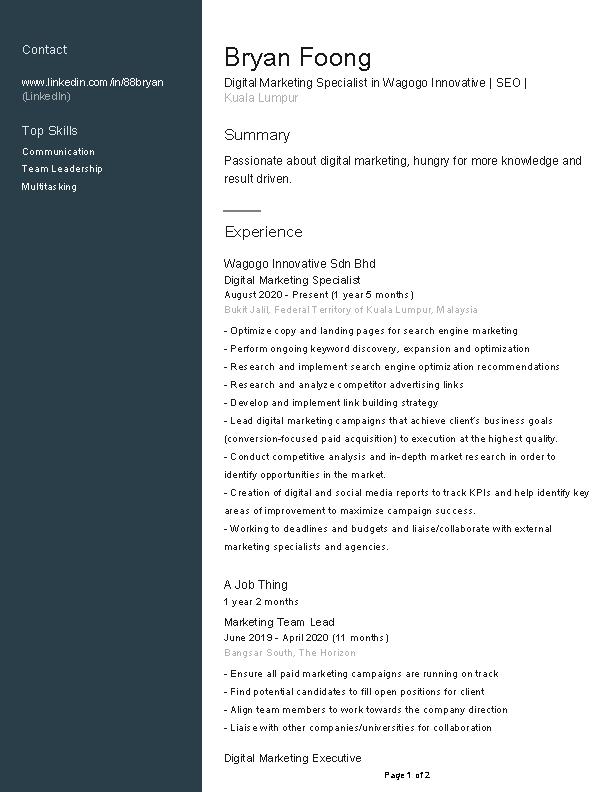 Contact
www.linkedin.com/in/88bryan
(LinkedIn)
Top Skills
Communication
Team Leadership
Multitasking
Bryan Foong
Digital Marketing Specialist in Wagogo Innovative | SEO |
Kuala Lumpur
Summary
Passionate about digital marketing, hungry for more knowledge and
result driven.
Experience
Wagogo Innovative Sdn Bhd
Digital Marketing Specialist
August 2020 - Present (1 year 5 months)
Bukit Jalil, Federal Territory of Kuala Lumpur, Malaysia
- Optimize copy and landing pages for search engine marketing
- Perform ongoing keyword discovery, expansion and optimization
- Research and implement search engine optimization recommendations
- Research and analyze competitor advertising links
- Develop and implement link building strategy
- Lead digital marketing campaigns that achieve client's business goals
(conversion-focused paid acquisition) to execution at the highest quality.
- Conduct competitive analysis and in-depth market research in order to
identify opportunities in the market.
- Creation of digital and social media reports to track KPIs and help identify key
areas of improvement to maximize campaign success.
- Working to deadlines and budgets and liaise/collaborate with external
marketing specialists and agencies.
A Job Thing
1 year 2 months
Marketing Team Lead
June 2019 - April 2020 (11 months)
Bangsar South, The Horizon
- Ensure all paid marketing campaigns are running on track
- Find potential candidates to fill open positions for client
- Align team members to work towards the company direction
- Liaise with other companies/universities for collaboration
Digital Marketing Executive
Page 1 of 2